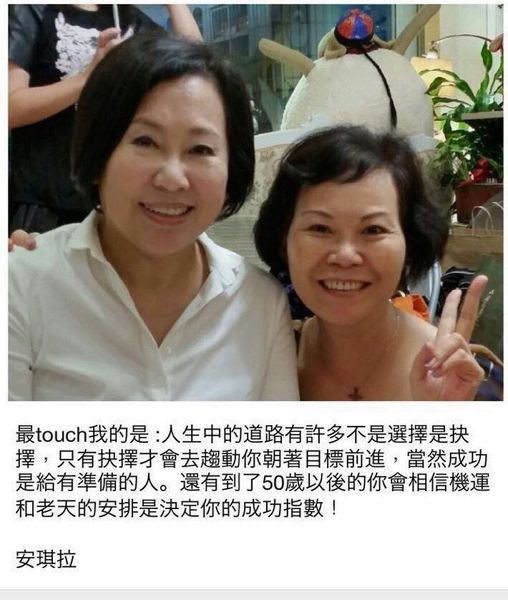 最touch我的是 :人生中的道路有許多不是選擇是抉
擇，只有抉擇才會去趨動你朝著目標前進，當然成功
是給有準備的人。還有到了50歲以後的你會相信機運
和老天的安排是決定你的成功指數！
安琪拉